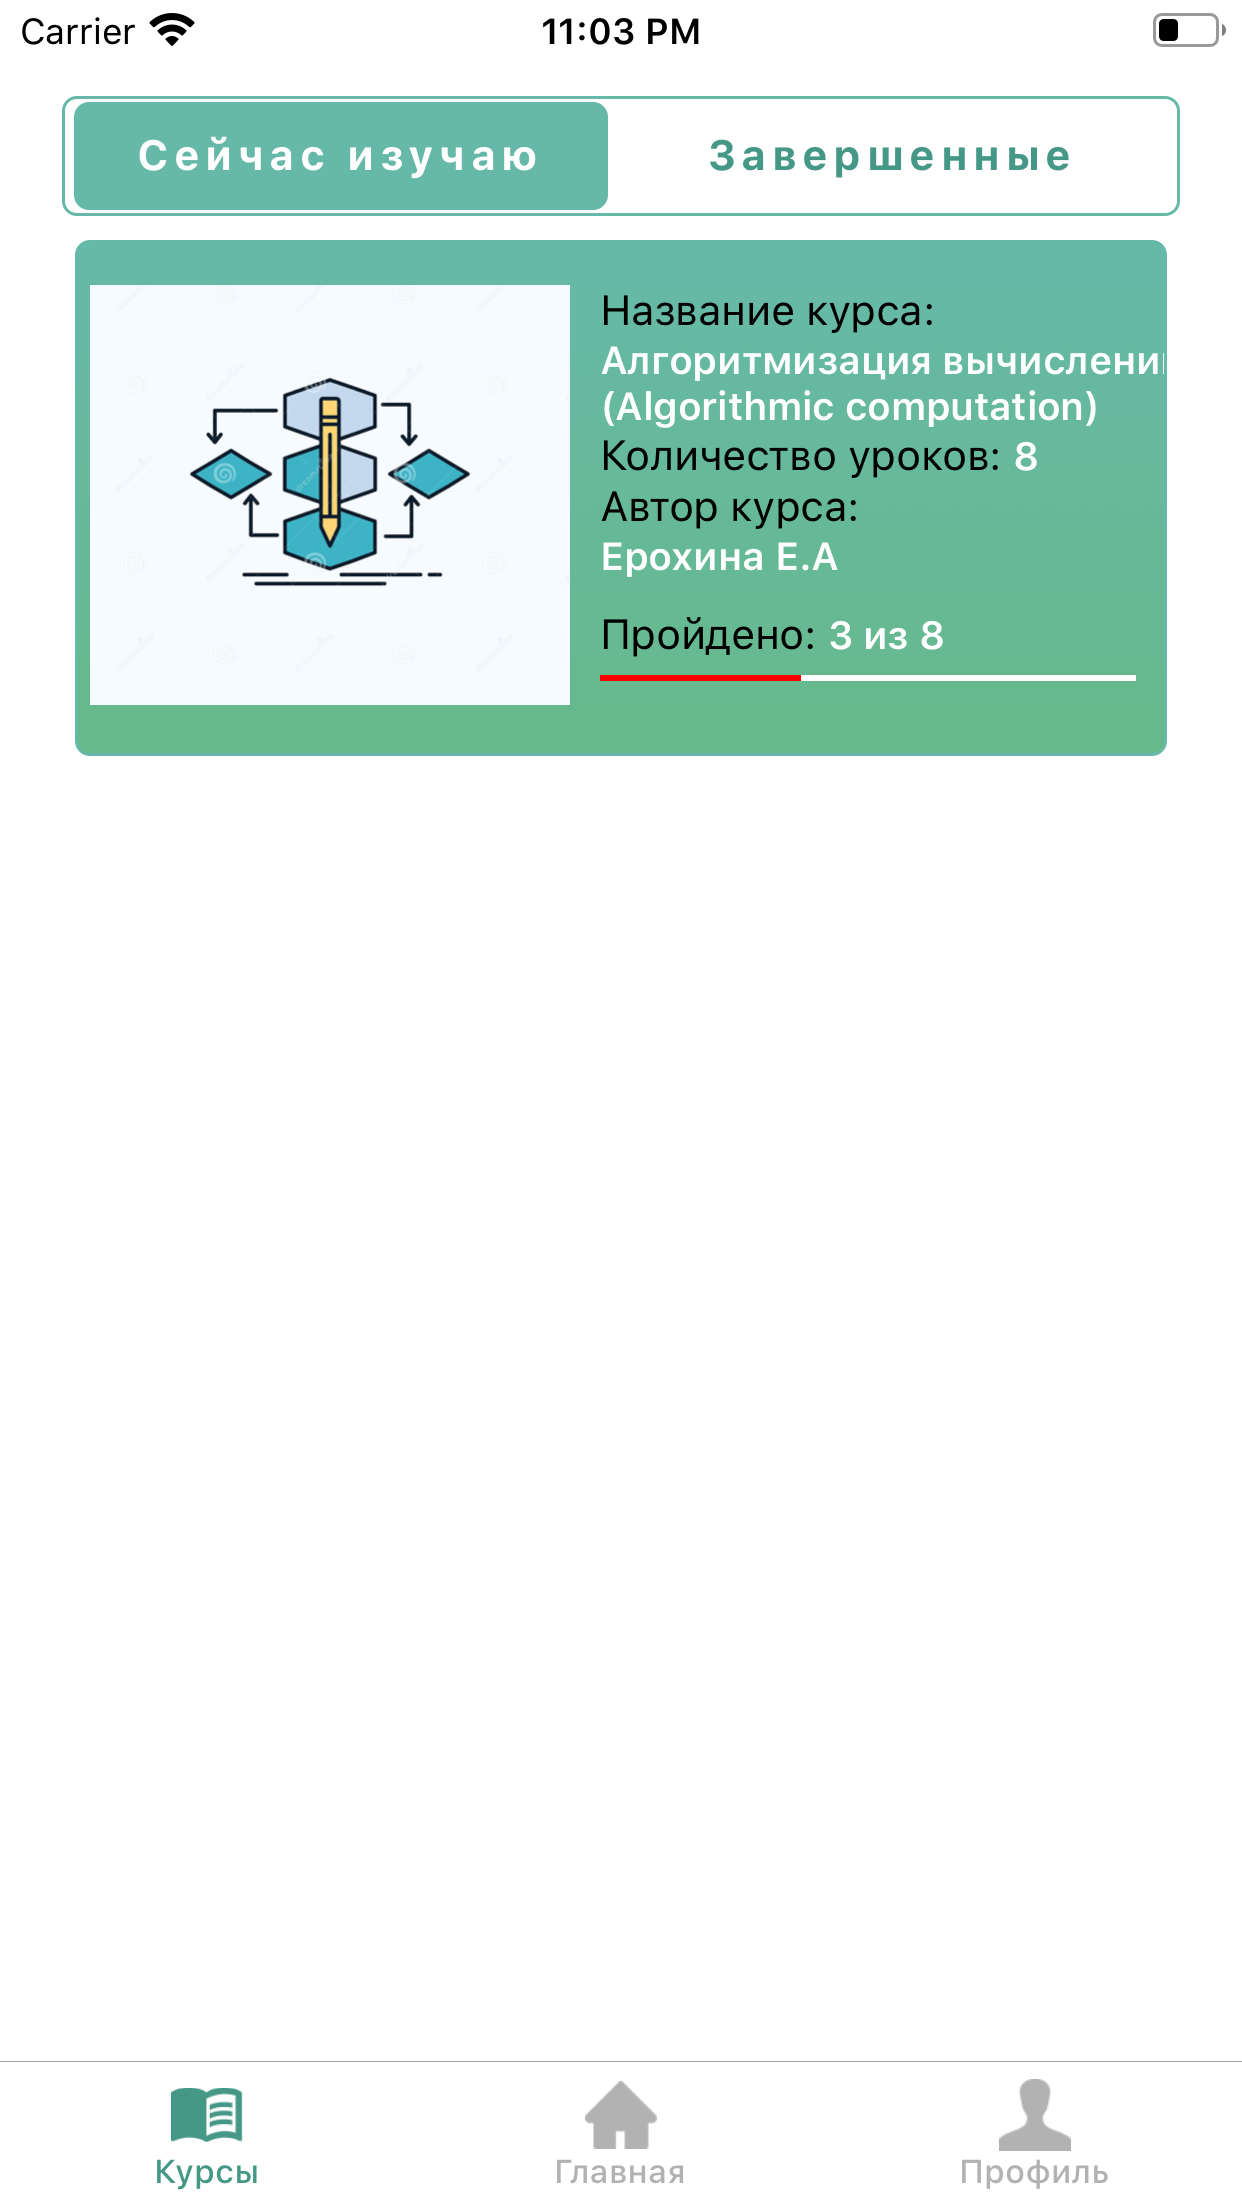 Carrier
11:03 PM
Сейчас изучаю
Завершенные
Название курса:
Алгоритмизация вычислени
(Algorithmic computation)
Количество уроков: 8
Автор курса:
Ерохина Е.А
Пройдено: 3 из 8
Курсы
Главная
Профиль